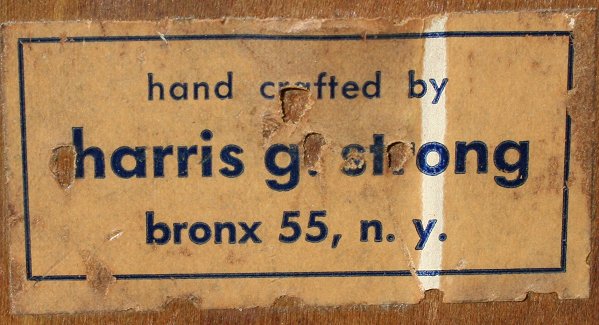 hand crafted by
harris g. strong
bronx 55, n. y.